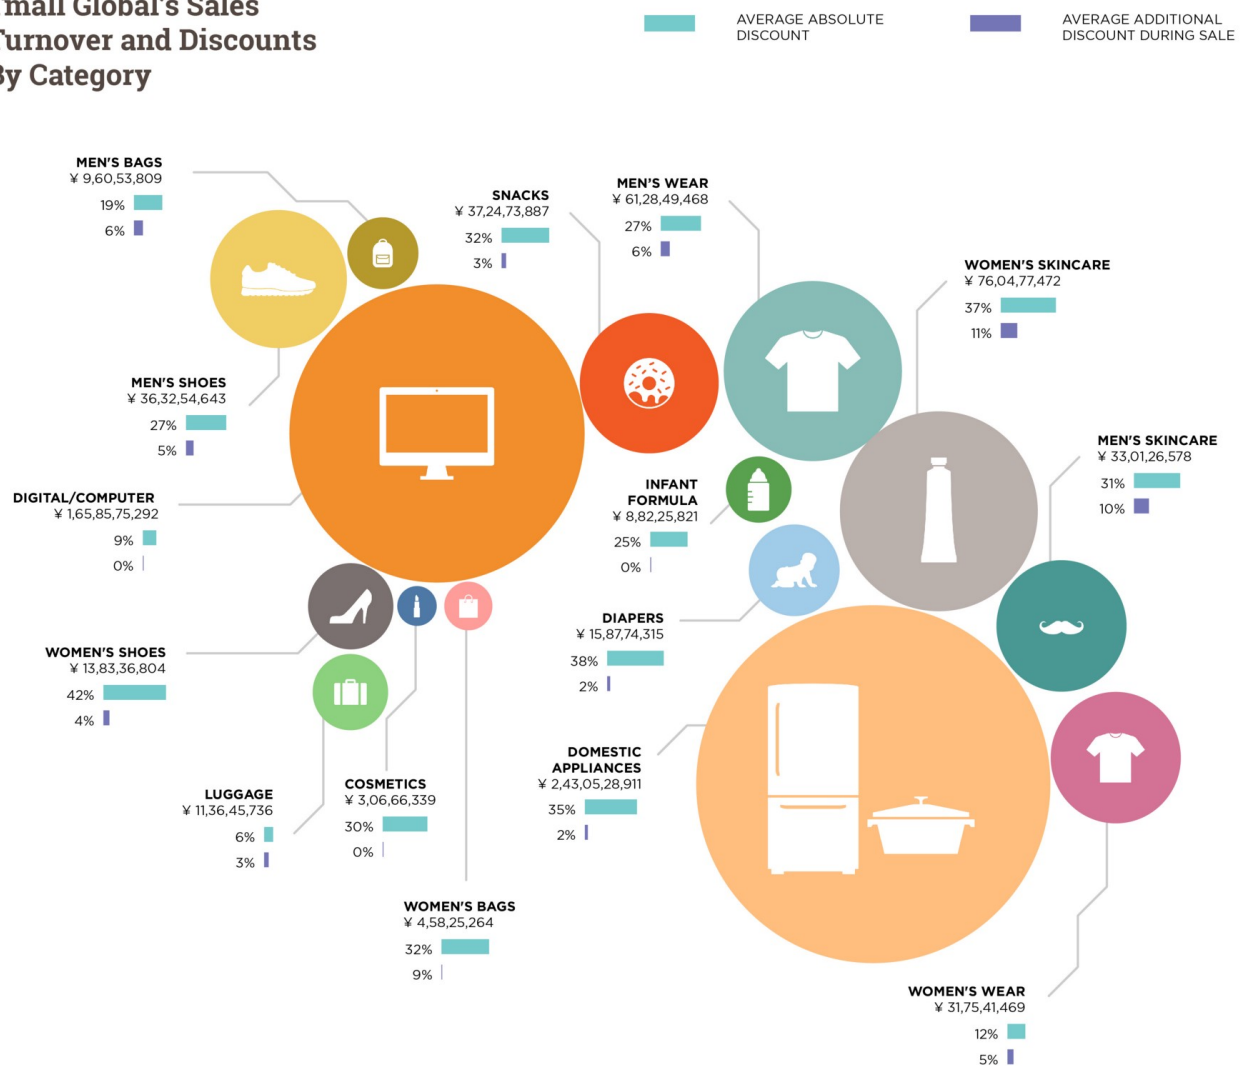 Tmall Global's Sales
Turnover and Discounts
By Category
AVERAGE ABSOLUTE
DISCOUNT
AVERAGE ADDITIONAL
DISCOUNT DURING SALE
MEN'S BAGS
¥ 9,60,53,809
19%
6%
SNACKS
¥ 37,24,73,887
32%
3%
MEN'S WEAR
¥ 61,28,49,468
27%
6%
WOMEN'S SKINCARE
¥ 76,04,77,472
37%
11%
MEN'S SHOES
¥ 36,32,54,643
27%
5%
MEN'S SKINCARE
¥ 33,01,26,578
31%
10%
DIGITAL/COMPUTER
¥ 1,65,85,75,292
9%
0%
INFANT
FORMULA
¥ 8,82,25,821
25%
0%
DIAPERS
¥ 15,87,74,315
38%
2%
WOMEN'S SHOES
¥ 13,83,36,804
42%
4%
DOMESTIC
APPLIANCES
¥ 2,43,05,28,911
35%
2%
LUGGAGE
¥ 11,36,45,736
6%
3%
COSMETICS
¥ 3,06,66,339
30%
0%
WOMEN'S BAGS
¥ 4,58,25,264
32%
9%
WOMEN'S WEAR
¥ 31,75,41,469
12%
5%